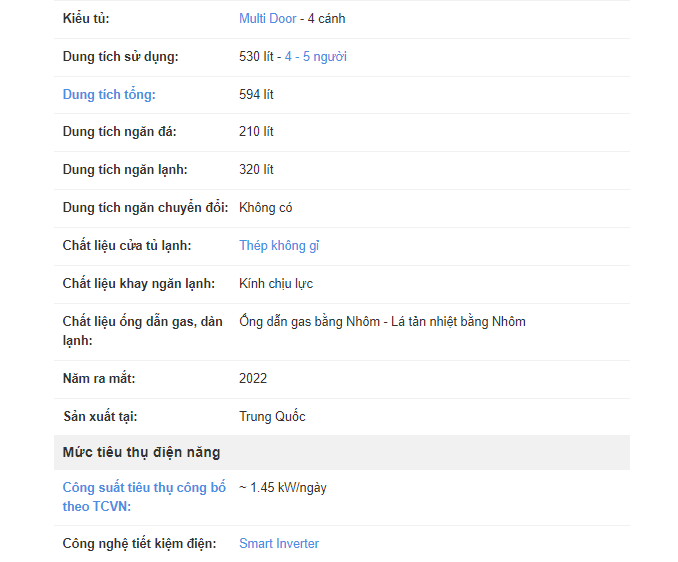 Kiểu tủ: Multi Door - 4 cánh
Dung tích sử dụng: 530 lít - 4 - 5 người
Dung tích tổng: 594 lít
Dung tích ngăn đá: 210 lít
Dung tích ngăn lạnh: 320 lít
Dung tích ngăn chuyển đổi: Không có
Chất liệu cửa tủ lạnh: Thép không gỉ
Chất liệu khay ngăn lạnh: Kính chịu lực
Chất liệu ống dẫn gas, dàn Ống dẫn gas bằng Nhôm - Lá tản nhiệt bằng Nhôm
lạnh:
Năm ra mắt: 2022
Sản xuất tại: Trung Quốc
Mức tiêu thụ điện năng
Công suất tiêu thụ công bố ~ 1.45 kW/ngày
theo TCVN:
Công nghệ tiết kiệm điện: Smart Inverter